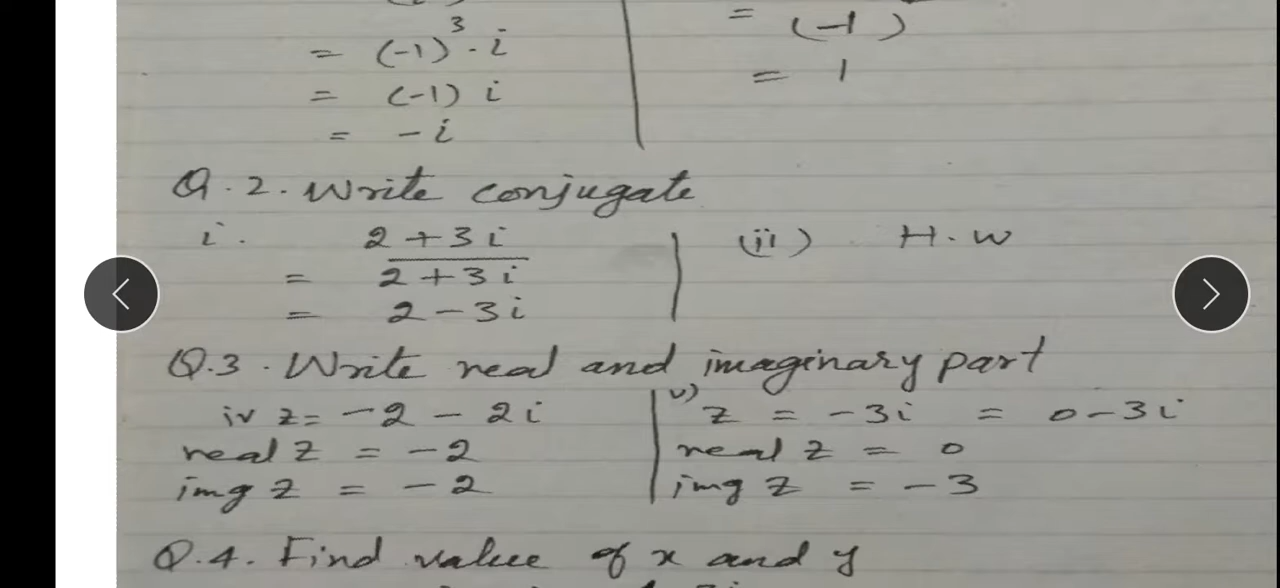 = (-1)³ . i
= (-1) i
= - i
= (-1)
= 1
Q.2. Write conjugate
i. 2 + 3i
= \overline{2 + 3i}
= 2 - 3i
(ii) H.W
Q.3. Write real and imaginary part
iv z = -2 - 2i
real z = -2
img z = -2
v) z = -3i = 0-3i
real z = 0
img z = -3
Q.4. Find value of x and y